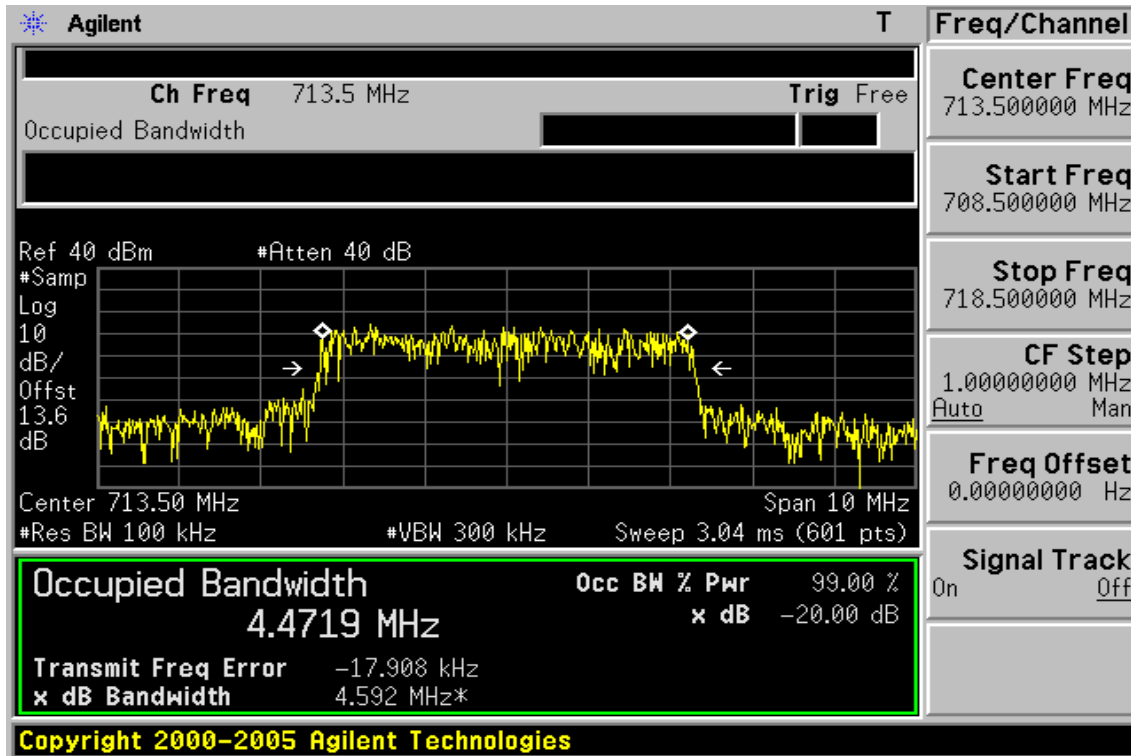 Agilent T
Freq/Channel
Ch Freq 713.5 MHz Trig Free
Occupied Bandwidth
Center Freq
713.500000 MHz
Start Freq
708.500000 MHz
Stop Freq
718.500000 MHz
CF Step
1.00000000 MHz
Auto Man
Freq Offset
0.00000000 Hz
Signal Track
On Off
Ref 40 dBm #Atten 40 dB
#Samp
Log
10
dB/
Offst
13.6
dB
Center 713.50 MHz Span 10 MHz
#Res BW 100 kHz #VBW 300 kHz Sweep 3.04 ms (601 pts)
Occupied Bandwidth Occ BW % Pwr 99.00 %
4.4719 MHz x dB -20.00 dB
Transmit Freq Error -17.908 kHz
x dB Bandwidth 4.592 MHz*
Copyright 2000-2005 Agilent Technologies